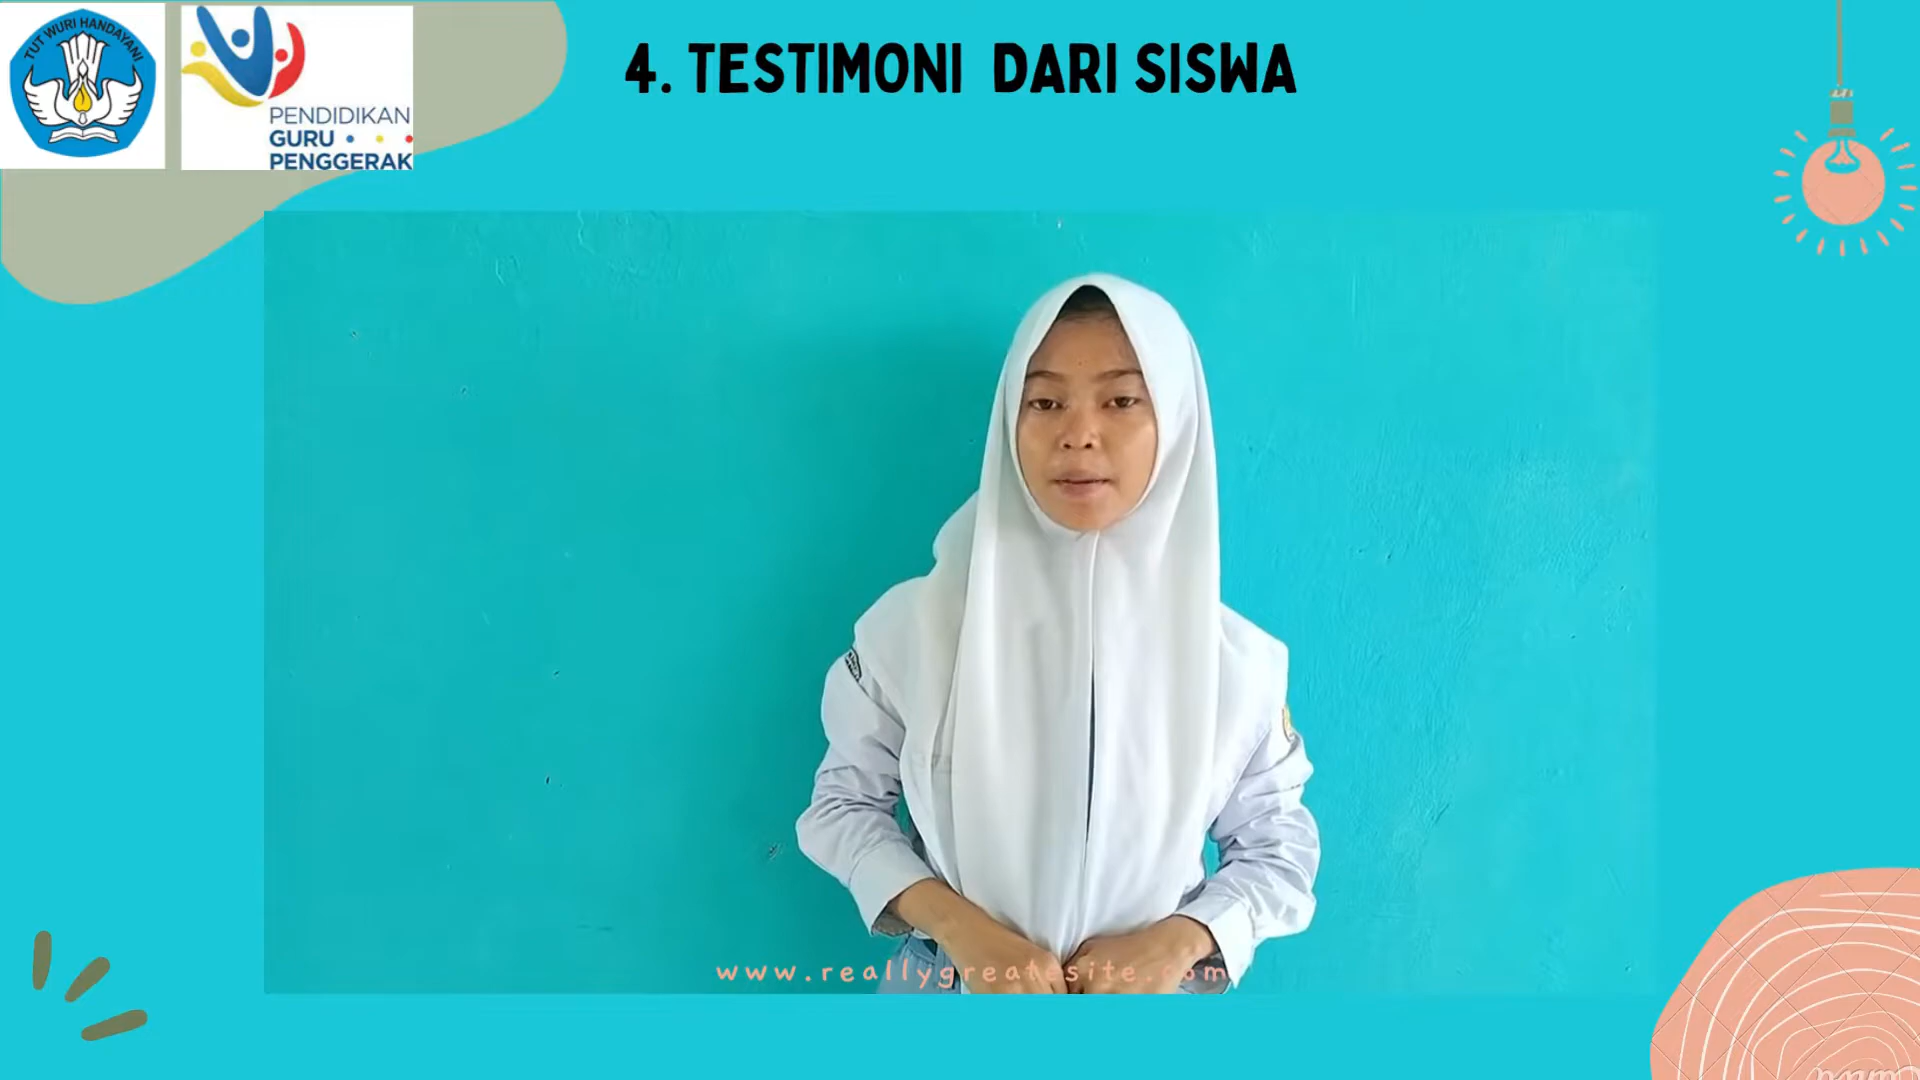 TUT WURI HANDAYANI
PENDIDIKAN
GURU
PENGGERAK
4. TESTIMONI DARI SISWA
www.reallygreatesite.com